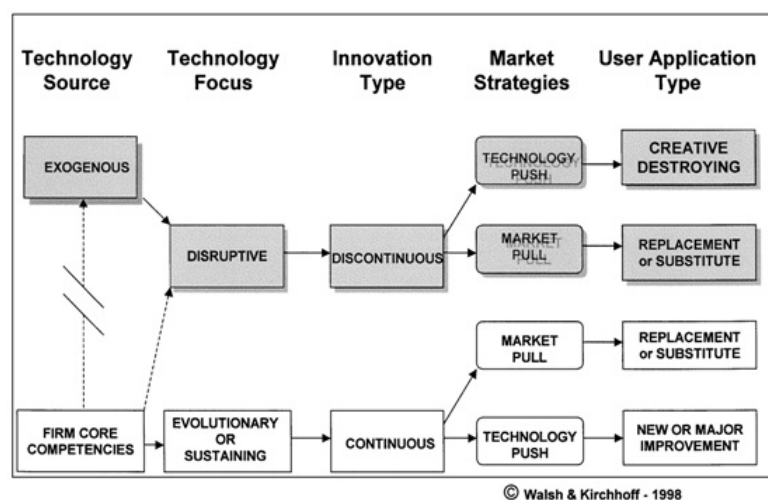 Technology Source
Technology Focus
Innovation Type
Market Strategies
User Application Type
EXOGENOUS
TECHNOLOGY PUSH
CREATIVE DESTROYING
DISRUPTIVE
DISCONTINUOUS
MARKET PULL
REPLACEMENT or SUBSTITUTE
MARKET PULL
REPLACEMENT or SUBSTITUTE
FIRM CORE COMPETENCIES
EVOLUTIONARY OR SUSTAINING
CONTINUOUS
TECHNOLOGY PUSH
NEW OR MAJOR IMPROVEMENT
© Walsh & Kirchhoff - 1998